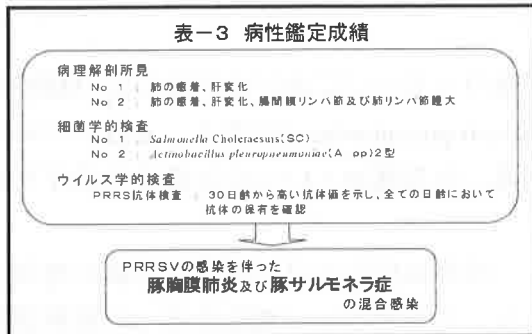 表－3 病性鑑定成績
病理解剖所見
No 1 : 肺の癒着、肝変化
No 2 : 肺の癒着、肝変化、腸間膜リンパ節及び肺リンパ節腫大
細菌学的検査
No 1 : Salmonella Choleraesuis(SC)
No 2 : Actinobacillus pleuropneumoniae(A pp)2型
ウイルス学的検査
PRRS抗体検査 : 30日齢から高い抗体価を示し、全ての日齢において
抗体の保有を確認
PRRSVの感染を伴った
豚胸膜肺炎及び豚サルモネラ症
の混合感染